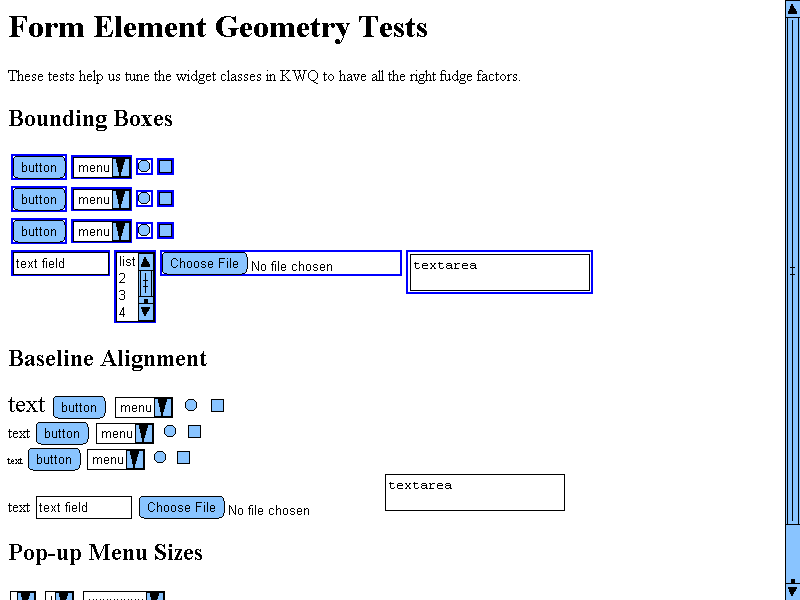 Form Element Geometry Tests
These tests help us tune the widget classes in KWQ to have all the right fudge factors.
Bounding Boxes
button menu
button menu
button menu
text field list Choose File No file chosen textarea
2
3
4
Baseline Alignment
text button menu
text button menu
text button menu
textarea
text text field Choose File No file chosen
Pop-up Menu Sizes